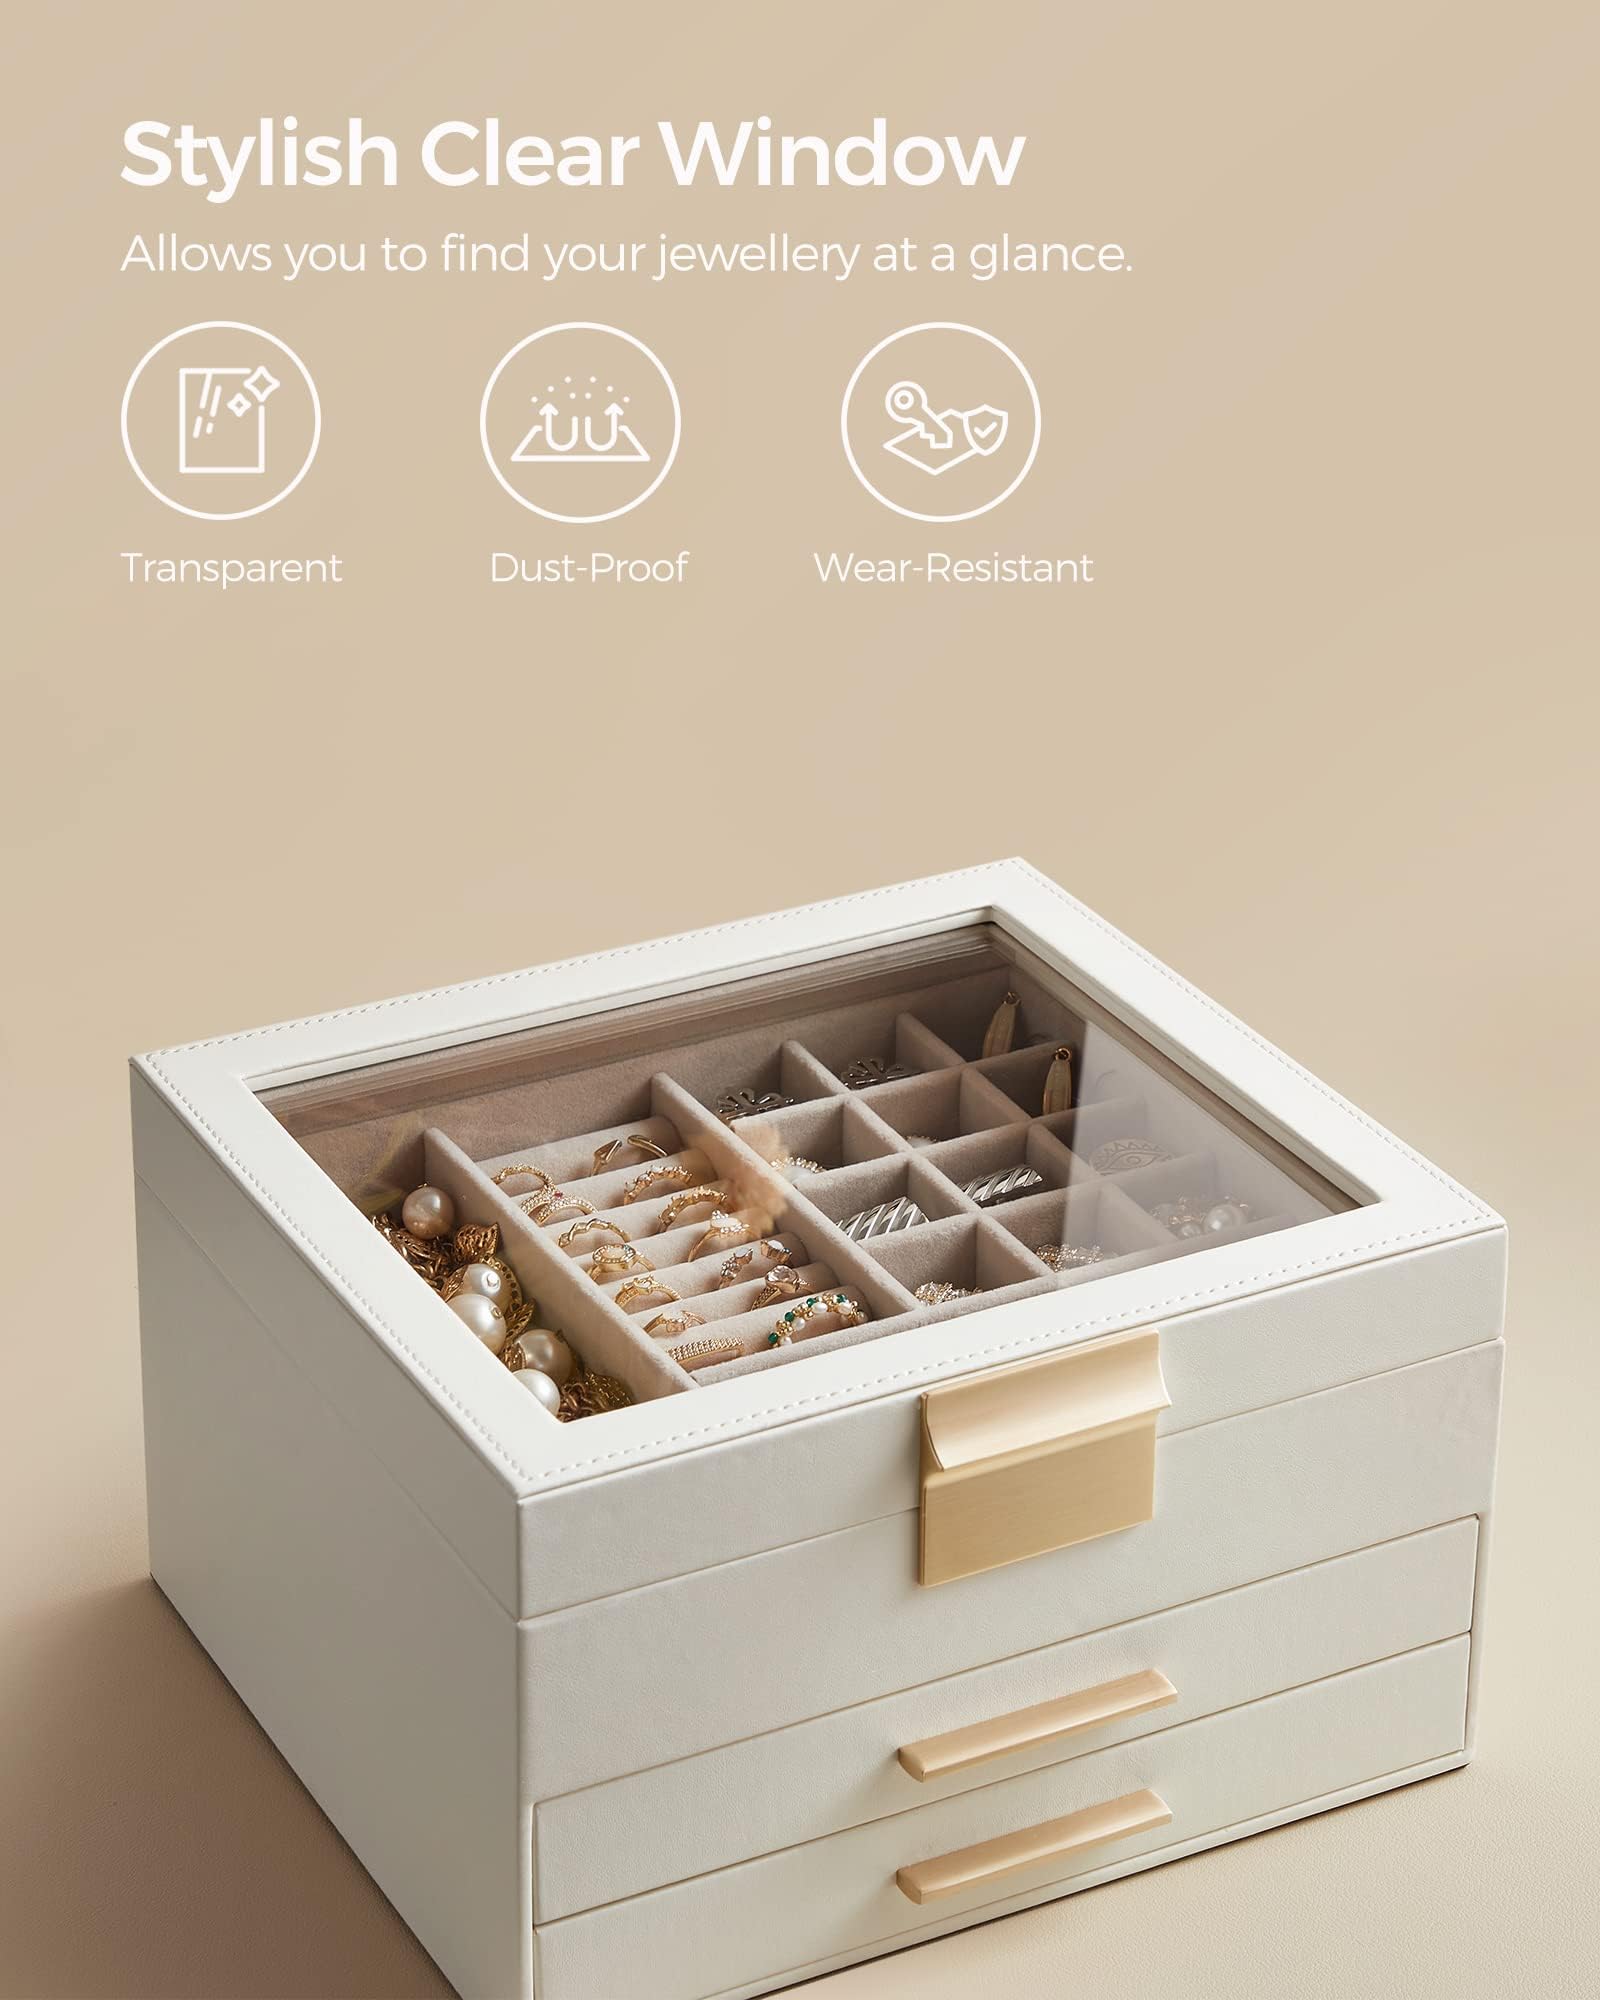 Stylish Clear Window
Allows you to find your jewellery at a glance.
Transparent Dust-Proof Wear-Resistant